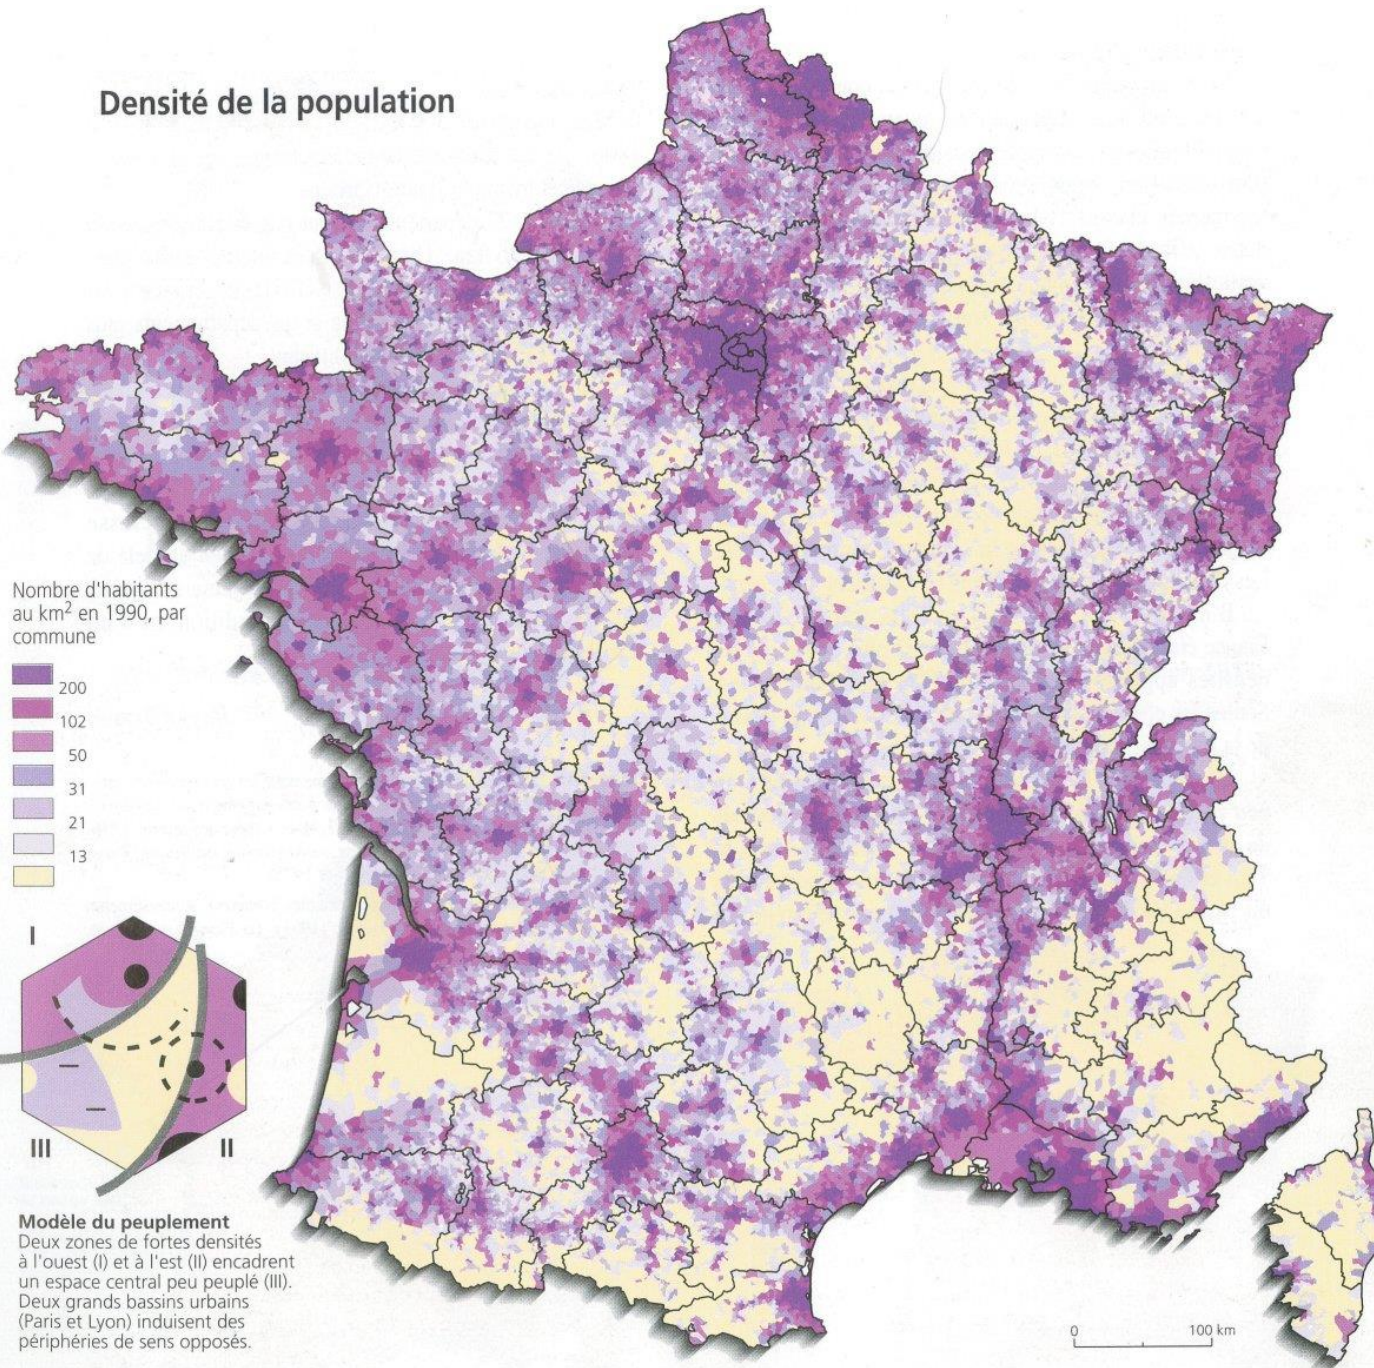 Densité de la population
Nombre d'habitants
au km² en 1990, par
commune
200
102
50
31
21
13
I
III
II
Modèle du peuplement
Deux zones de fortes densités
à l'ouest (I) et à l'est (II) encadrent
un espace central peu peuplé (III).
Deux grands bassins urbains
(Paris et Lyon) induisent des
périphéries de sens opposés.
0
100 km